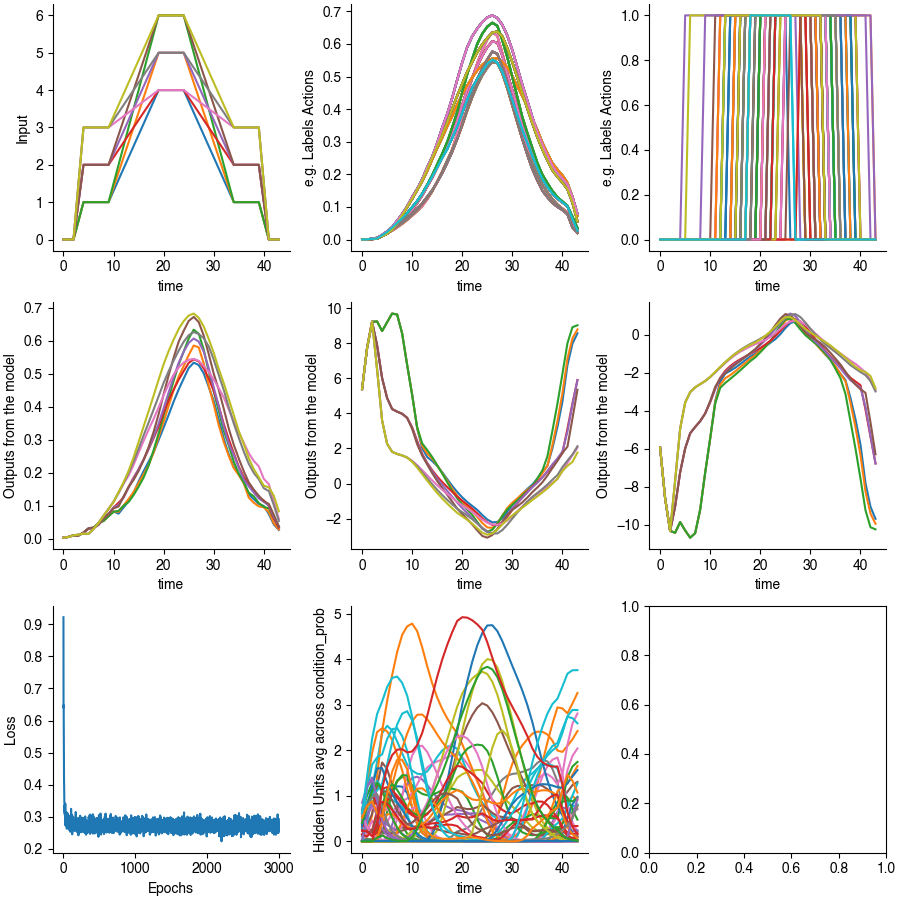 Input
6
5
4
3
2
1
0
0 10 20 30 40
time
e.g. Labels Actions
0.7
0.6
0.5
0.4
0.3
0.2
0.1
0.0
0 10 20 30 40
time
e.g. Labels Actions
1.0
0.8
0.6
0.4
0.2
0.0
0 10 20 30 40
time
Outputs from the model
0.7
0.6
0.5
0.4
0.3
0.2
0.1
0.0
0 10 20 30 40
time
Outputs from the model
10
8
6
4
2
0
−2
0 10 20 30 40
time
Outputs from the model
0
−2
−4
−6
−8
−10
0 10 20 30 40
time
Loss
0.9
0.8
0.7
0.6
0.5
0.4
0.3
0.2
0 1000 2000 3000
Epochs
Hidden Units avg across condition_prob
5
4
3
2
1
0
0 10 20 30 40
time
1.0
0.8
0.6
0.4
0.2
0.0
0.0 0.2 0.4 0.6 0.8 1.0